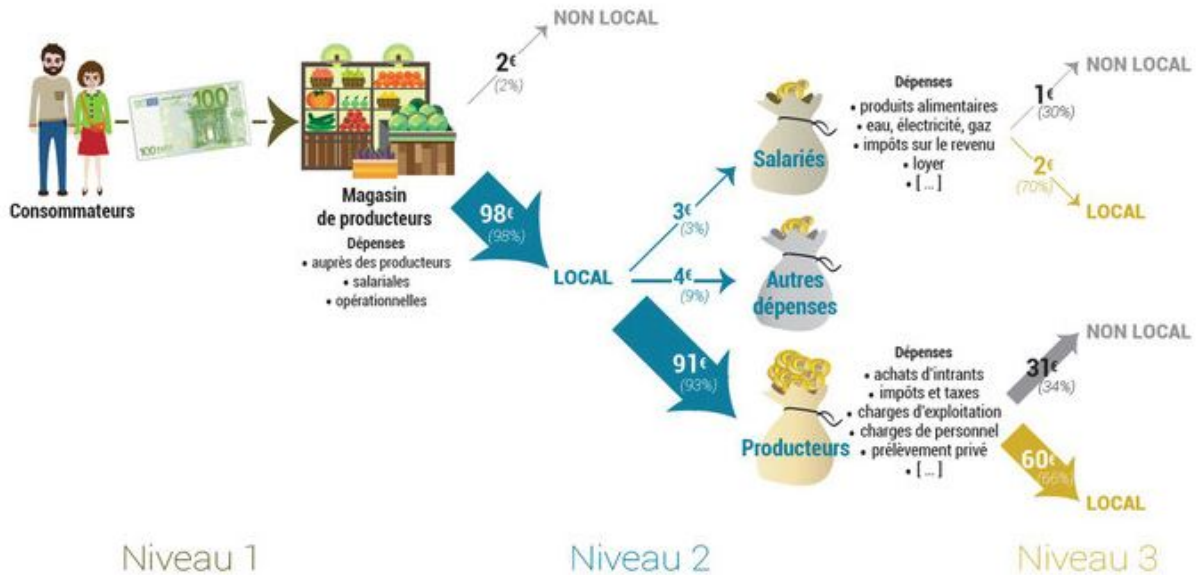 NON LOCAL
2€
(2%)
100
100 EURO
Consommateurs
Magasin
de producteurs
Dépenses
• auprès des producteurs
• salariales
• opérationnelles
98€
(98%)
LOCAL
3€
(3%)
4€
(9%)
91€
(93%)
Salariés
Dépenses
• produits alimentaires
• eau, électricité, gaz
• impôts sur le revenu
• loyer
• [...]
NON LOCAL
1€
(30%)
2€
(70%)
LOCAL
Autres
dépenses
Producteurs
Dépenses
• achats d'intrants
• impôts et taxes
• charges d'exploitation
• charges de personnel
• prélèvement privé
• [...]
NON LOCAL
31€
(34%)
60€
(66%)
LOCAL
Niveau 1
Niveau 2
Niveau 3